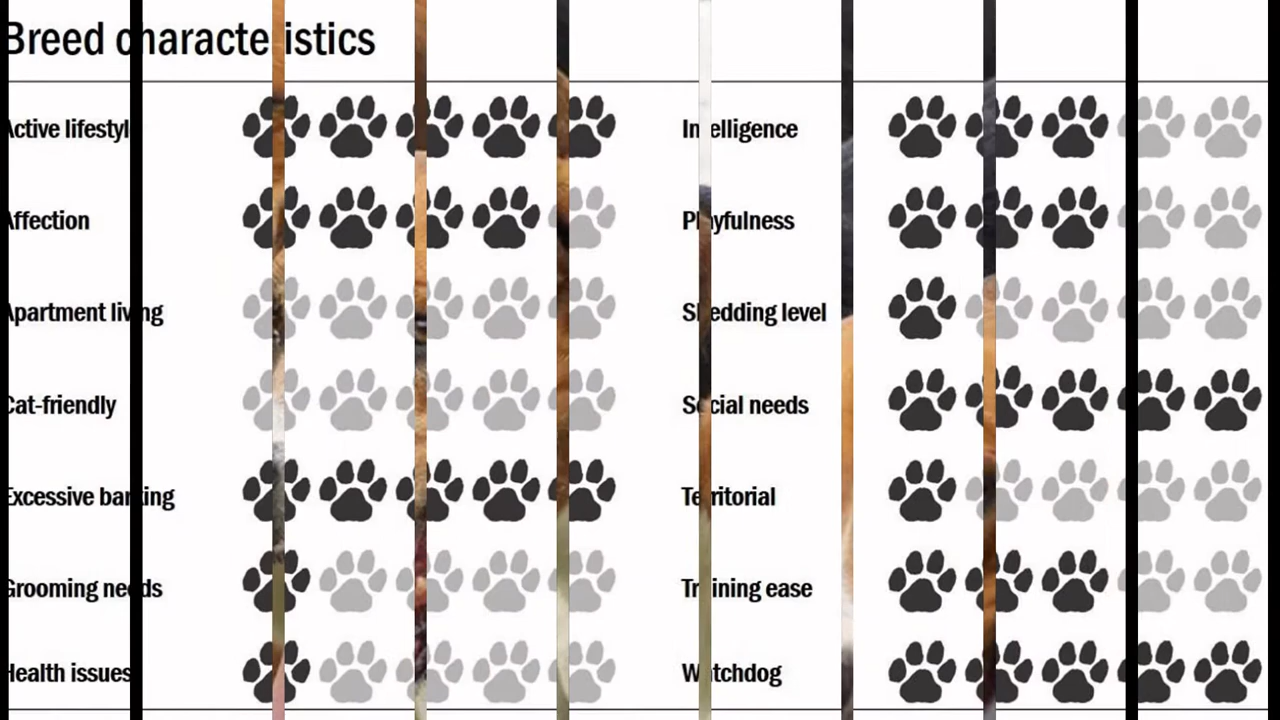 Breed characteristics
Active lifestyle
Intelligence
Affection
Playfulness
Apartment living
Shedding level
Cat-friendly
Social needs
Excessive barking
Territorial
Grooming needs
Training ease
Health issues
Watchdog